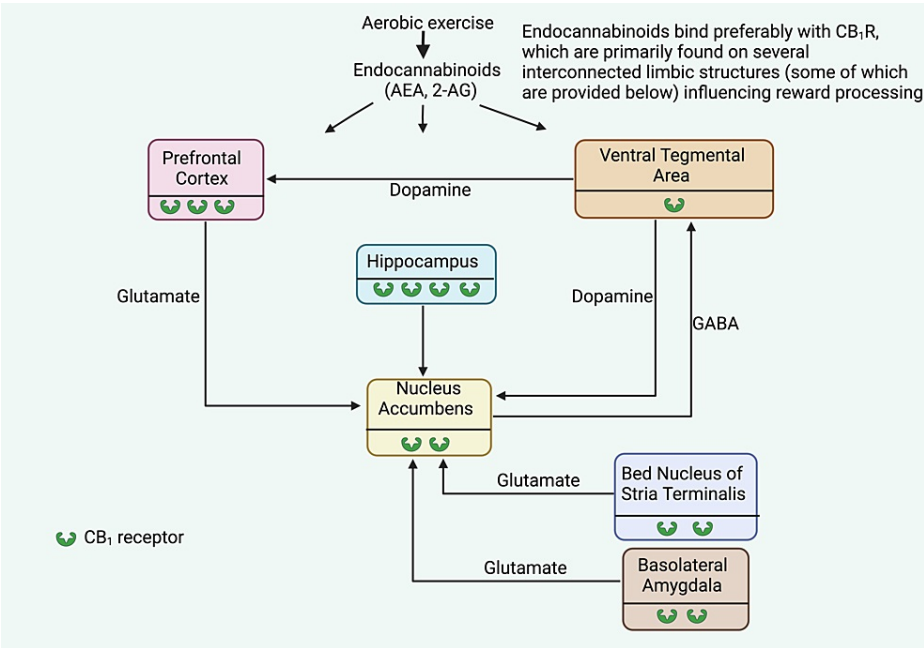 Aerobic exercise
Endocannabinoids
(AEA, 2-AG)
Endocannabinoids bind preferably with CB₁R,
which are primarily found on several
interconnected limbic structures (some of which
are provided below) influencing reward processing
Prefrontal
Cortex
Dopamine
Ventral Tegmental
Area
Hippocampus
Glutamate
Dopamine
GABA
Nucleus
Accumbens
Glutamate
Bed Nucleus of
Stria Terminalis
CB₁ receptor
Glutamate
Basolateral
Amygdala